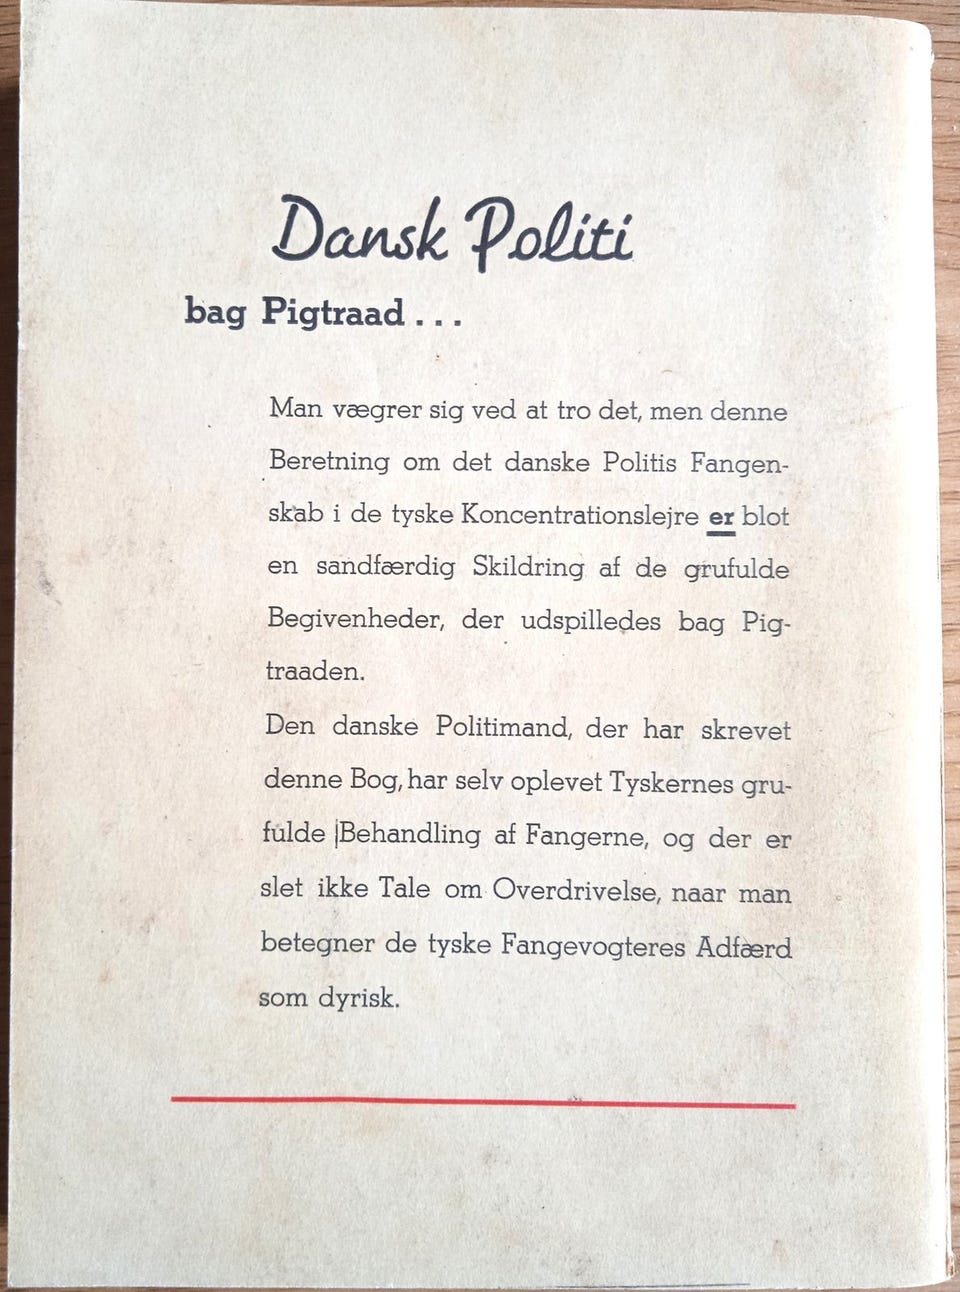 Dansk Politi
bag Pigtraad...
Man vægrer sig ved at tro det, men denne
Beretning om det danske Politis Fangen-
skab i de tyske Koncentrationslejre er blot
en sandfærdig Skildring af de grufulde
Begivenheder, der udspilledes bag Pig-
traaden.
Den danske Politimand, der har skrevet
denne Bog, har selv oplevet Tyskernes gru-
fulde Behandling af Fangerne, og der er
slet ikke Tale om Overdrivelse, naar man
betegner de tyske Fangevogteres Adfærd
som dyrisk.